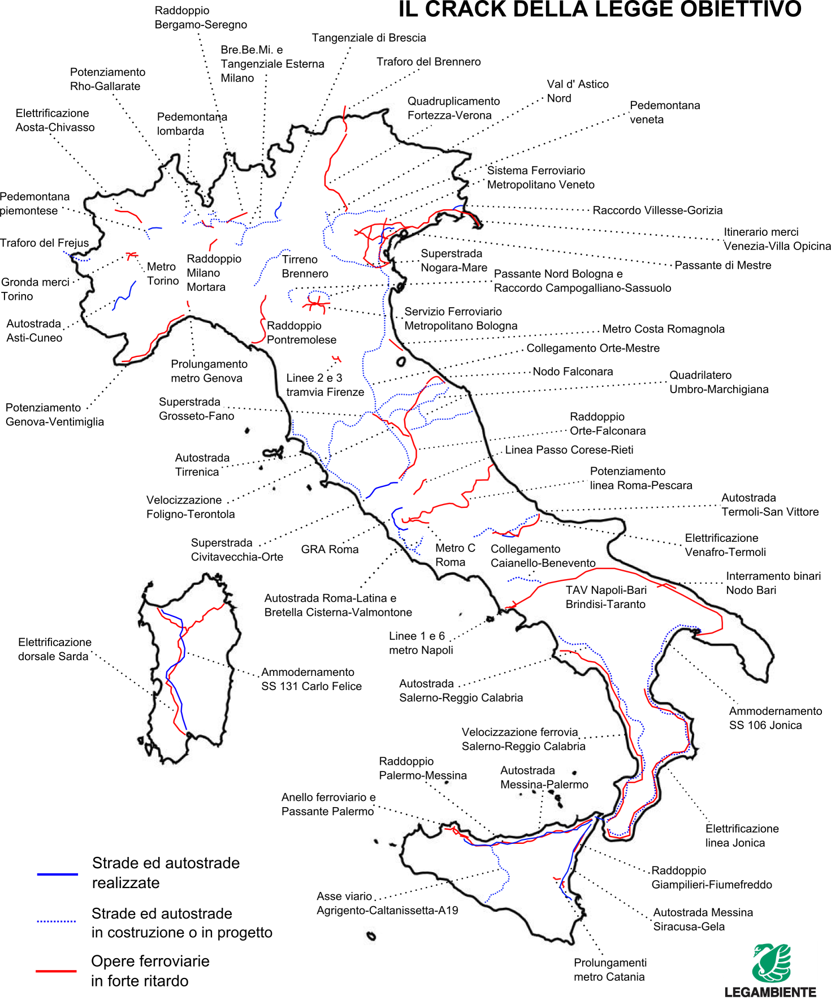 IL CRACK DELLA LEGGE OBIETTIVO
Raddoppio
Bergamo-Seregno
Tangenziale di Brescia
Bre.Be.Mi. e
Tangenziale Esterna
Milano
Traforo del Brennero
Potenziamento
Rho-Gallarate
Val d' Astico
Nord
Quadruplicamento
Fortezza-Verona
Pedemontana
veneta
Elettrificazione
Aosta-Chivasso
Pedemontana
lombarda
Sistema Ferroviario
Metropolitano Veneto
Pedemontana
piemontese
Raccordo Villesse-Gorizia
Itinerario merci
Venezia-Villa Opicina
Traforo del Frejus
Superstrada
Nogara-Mare
Passante di Mestre
Raddoppio
Milano
Mortara
Tirreno
Brennero
Metro
Torino
Passante Nord Bologna e
Raccordo Campogalliano-Sassuolo
Gronda merci
Torino
Servizio Ferroviario
Metropolitano Bologna
Autostrada
Asti-Cuneo
Raddoppio
Pontremolese
Metro Costa Romagnola
Collegamento Orte-Mestre
Prolungamento
metro Genova
Linee 2 e 3
tramvia Firenze
Nodo Falconara
Quadrilatero
Umbro-Marchigiana
Potenziamento
Genova-Ventimiglia
Superstrada
Grosseto-Fano
Raddoppio
Orte-Falconara
Linea Passo Corese-Rieti
Autostrada
Tirrenica
Potenziamento
linea Roma-Pescara
Velocizzazione
Foligno-Terontola
Autostrada
Termoli-San Vittore
Superstrada
Civitavecchia-Orte
GRA Roma
Metro C
Roma
Collegamento
Caianello-Benevento
Elettrificazione
Venafro-Termoli
Autostrada Roma-Latina e
Bretella Cisterna-Valmontone
TAV Napoli-Bari
Brindisi-Taranto
Interramento binari
Nodo Bari
Linee 1 e 6
metro Napoli
Elettrificazione
dorsale Sarda
Ammodernamento
SS 131 Carlo Felice
Autostrada
Salerno-Reggio Calabria
Ammodernamento
SS 106 Jonica
Velocizzazione ferrovia
Salerno-Reggio Calabria
Raddoppio
Palermo-Messina
Autostrada
Messina-Palermo
Anello ferroviario e
Passante Palermo
Elettrificazione
linea Jonica
Strade ed autostrade
realizzate
Raddoppio
Giampilieri-Fiumefreddo
Asse viario
Agrigento-Caltanissetta-A19
Autostrada Messina
Siracusa-Gela
Strade ed autostrade
in costruzione o in progetto
Prolungamenti
metro Catania
Opere ferroviarie
in forte ritardo
LEGAMBIENTE